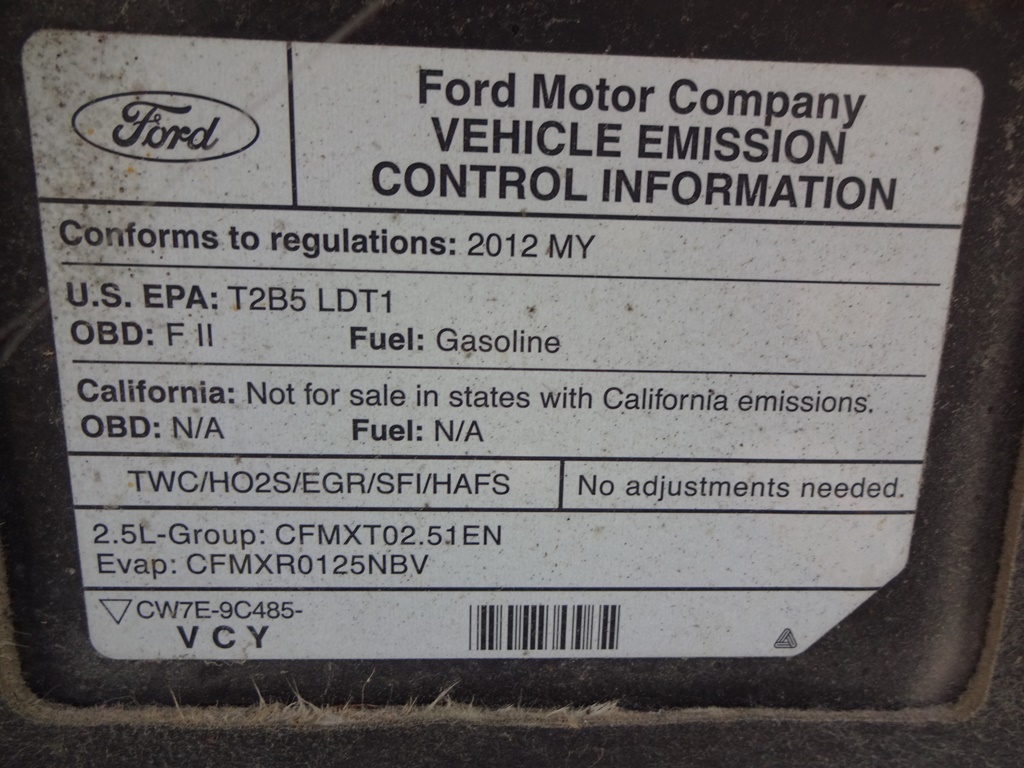 Ford
Ford Motor Company
VEHICLE EMISSION
CONTROL INFORMATION
Conforms to regulations: 2012 MY
U.S. EPA: T2B5 LDT1
OBD: F II Fuel: Gasoline
California: Not for sale in states with California emissions.
OBD: N/A Fuel: N/A
TWC/HO2S/EGR/SFI/HAFS No adjustments needed.
2.5L-Group: CFMXT02.51EN
Evap: CFMXR0125NBV
CW7E-9C485-
V C Y